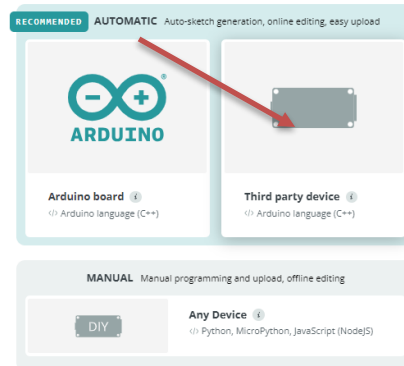 RECOMMENDED AUTOMATIC Auto-sketch generation, online editing, easy upload
ARDUINO
®
Arduino board i
</> Arduino language (C++)
Third party device i
</> Arduino language (C++)
MANUAL Manual programming and upload, offline editing
DIY
Any Device i
</> Python, MicroPython, JavaScript (NodeJS)